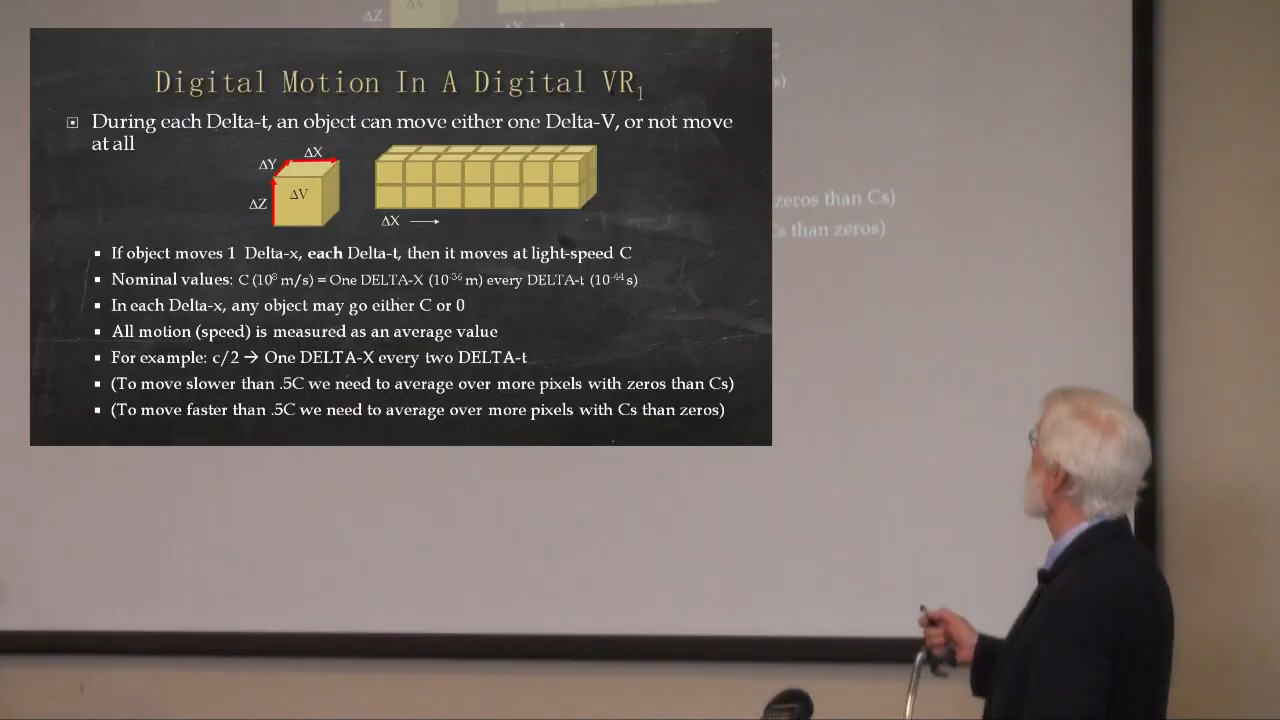 ΔZ
ΔV
ΔX
Digital Motion In A Digital VR₁
During each Delta-t, an object can move either one Delta-V, or not move
at all
ΔX
ΔY
ΔV
ΔZ
ΔX
If object moves 1 Delta-x, each Delta-t, then it moves at light-speed C
Nominal values: C (10⁸ m/s) = One DELTA-X (10⁻³⁶ m) every DELTA-t (10⁻⁴⁴ s)
In each Delta-x, any object may go either C or 0
All motion (speed) is measured as an average value
For example: c/2 → One DELTA-X every two DELTA-t
(To move slower than .5C we need to average over more pixels with zeros than Cs)
(To move faster than .5C we need to average over more pixels with Cs than zeros)
zeros than Cs)
Cs than zeros)